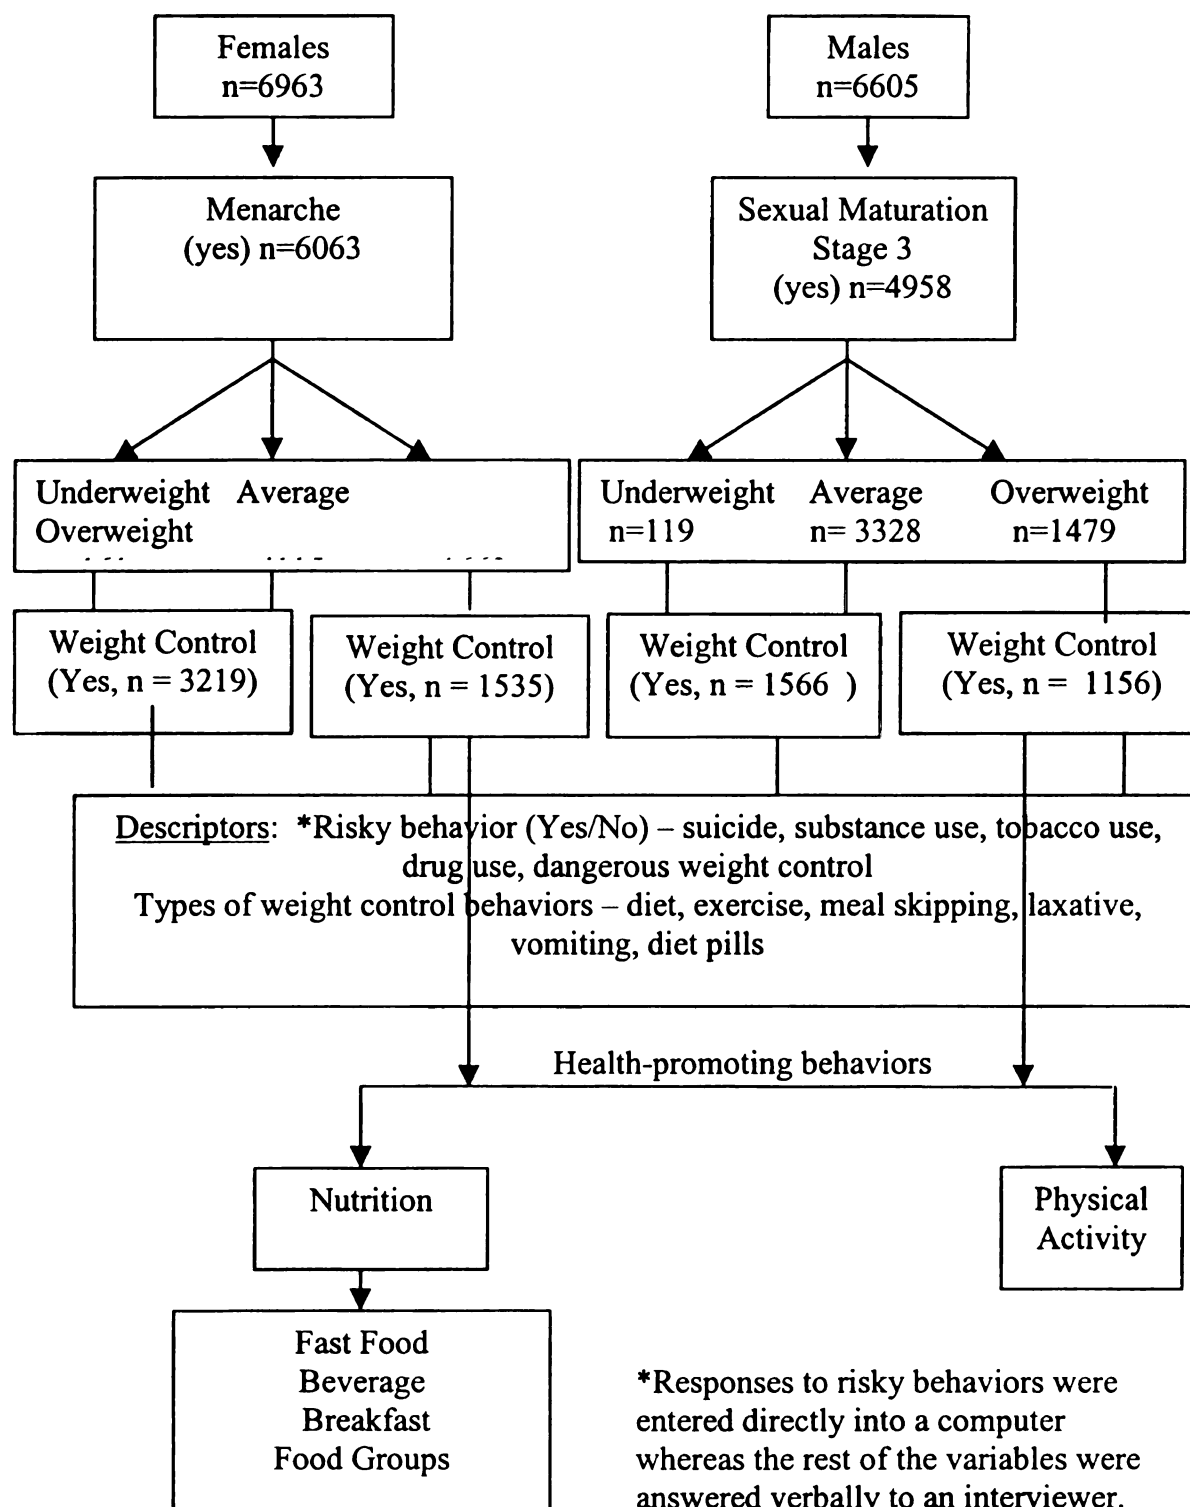 Females
n=6963
Males
n=6605
Menarche
(yes) n=6063
Sexual Maturation
Stage 3
(yes) n=4958
Underweight Average
Overweight
Underweight Average Overweight
n=119 n= 3328 n=1479
Weight Control
(Yes, n = 3219)
Weight Control
(Yes, n = 1535)
Weight Control
(Yes, n = 1566 )
Weight Control
(Yes, n = 1156)
Descriptors: *Risky behavior (Yes/No) – suicide, substance use, tobacco use,
drug use, dangerous weight control
Types of weight control behaviors – diet, exercise, meal skipping, laxative,
vomiting, diet pills
Health-promoting behaviors
Nutrition
Physical
Activity
Fast Food
Beverage
Breakfast
Food Groups
*Responses to risky behaviors were
entered directly into a computer
whereas the rest of the variables were
answered verbally to an interviewer.